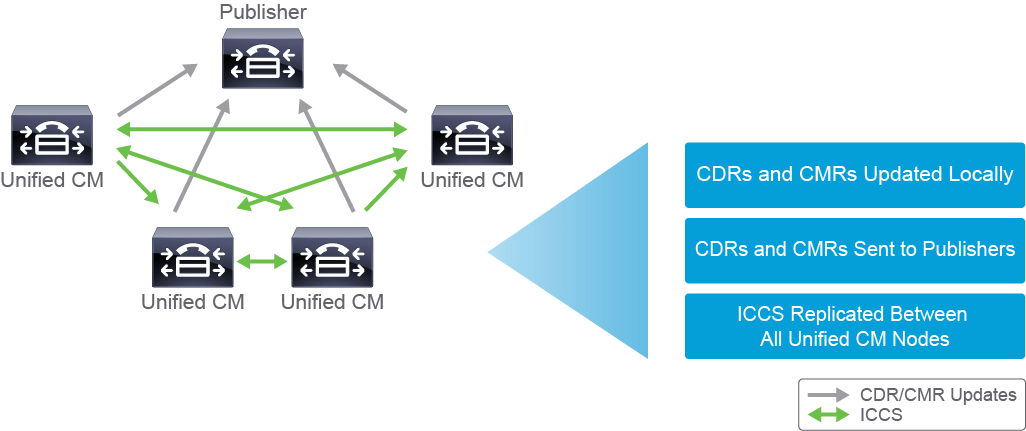 Publisher
Unified CM
Unified CM
Unified CM
Unified CM
CDRs and CMRs Updated Locally
CDRs and CMRs Sent to Publishers
ICCS Replicated Between
All Unified CM Nodes
CDR/CMR Updates
ICCS